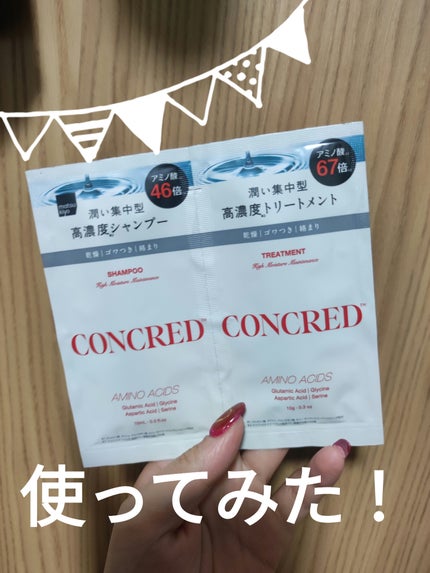 アミノ酸
46倍
matsukiyo
潤い集中型
高濃度シャンプー
乾燥|ゴワつき|絡まり
SHAMPOO
High Moisture Maintenance
CONCRED™
AMINO ACIDS
Glutamic Acid | Glycine
Aspartic Acid | Serine
アミノ酸
67倍
潤い集中型
高濃度トリートメント
乾燥|ゴワつき|絡まり
TREATMENT
High Moisture Maintenance
CONCRED™
AMINO ACIDS
Glutamic Acid | Glycine
Aspartic Acid | Serine
使ってみた!